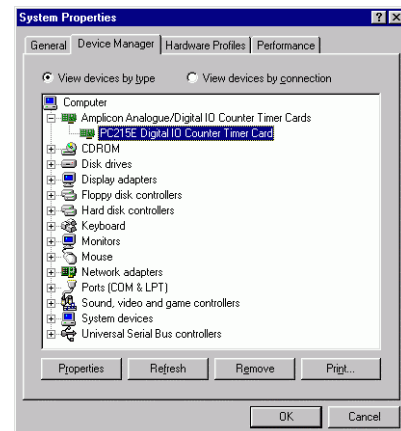 System Properties
General Device Manager Hardware Profiles Performance
View devices by type View devices by connection
Computer
Amplicon Analogue/Digital IO Counter Timer Cards
PC215E Digital IO Counter Timer Card
CDROM
Disk drives
Display adapters
Floppy disk controllers
Hard disk controllers
Keyboard
Monitors
Mouse
Network adapters
Ports (COM & LPT)
Sound, video and game controllers
System devices
Universal Serial Bus controllers
Properties Refresh Remove Print...
OK Cancel